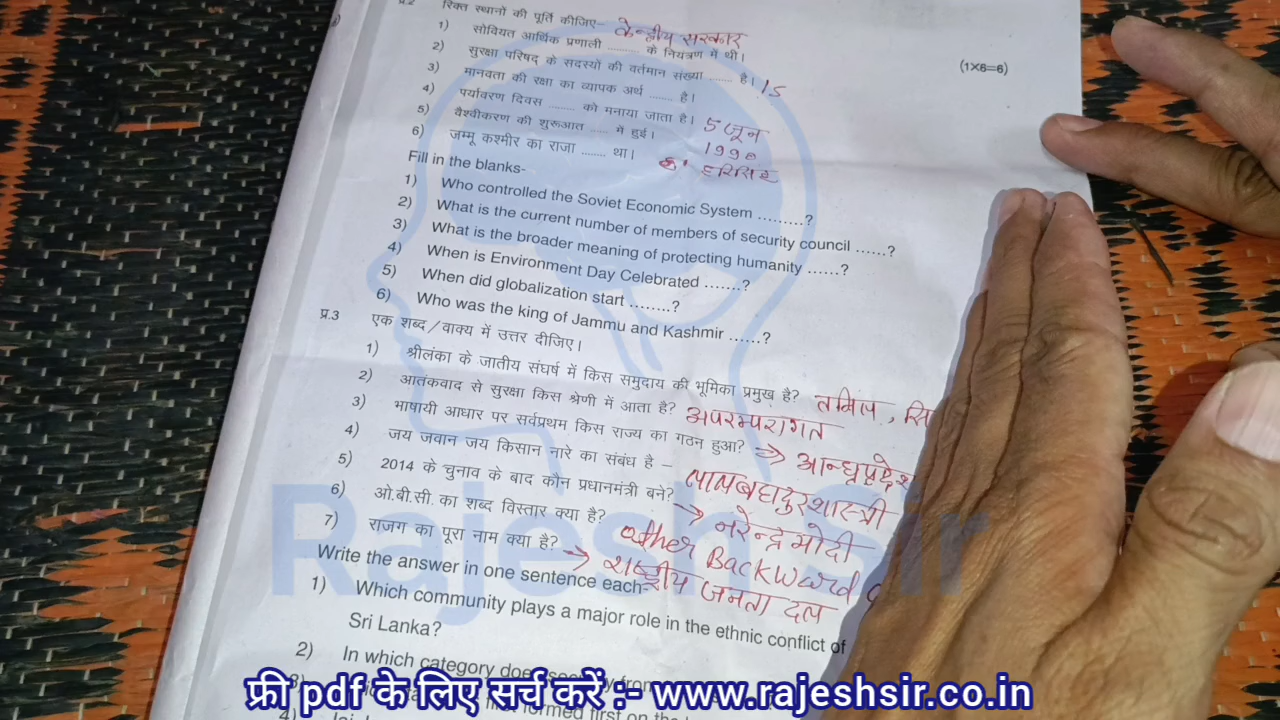 प्र.2 रिक्त स्थानों की पूर्ति कीजिए–
केन्द्रीय सरकार
1) सोवियत आर्थिक प्रणाली .......... के नियंत्रण में थी।
(1×6=6)
2) सुरक्षा परिषद् के सदस्यों की वर्तमान संख्या ........ है। 15
3) मानवता की रक्षा का व्यापक अर्थ ........ है।
4) पर्यावरण दिवस ......... को मनाया जाता है। 5 जून
5) वैश्वीकरण की शुरूआत ...... में हुई। 1990
6) जम्मू कश्मीर का राजा ........ था। हरिसिंह
Fill in the blanks-
1) Who controlled the Soviet Economic System .........?
2) What is the current number of members of security council ......?
3) What is the broader meaning of protecting humanity ......?
4) When is Environment Day Celebrated .......?
5) When did globalization start ........?
6) Who was the king of Jammu and Kashmir ......?
प्र.3 एक शब्द/वाक्य में उत्तर दीजिए।
1) श्रीलंका के जातीय संघर्ष में किस समुदाय की भूमिका प्रमुख है? तमिल, सि
2) आतंकवाद से सुरक्षा किस श्रेणी में आता है? अपरम्परागत
3) भाषायी आधार पर सर्वप्रथम किस राज्य का गठन हुआ? ⇒ आन्ध्रप्रदेश
4) जय जवान जय किसान नारे का संबंध है – लालबहादुर शास्त्री
5) 2014 के चुनाव के बाद कौन प्रधानमंत्री बने? → नरेन्द्र मोदी
6) ओ.बी.सी. का शब्द विस्तार क्या है? other Backward c
7) राजग का पूरा नाम क्या है? → राष्ट्रीय जनता दल
Write the answer in one sentence each-
1) Which community plays a major role in the ethnic conflict of
Sri Lanka?
2) In which category does
3)
4)
first formed first on the
Rajesh Sir
फ्री pdf के लिए सर्च करें :- www.rajeshsir.co.in